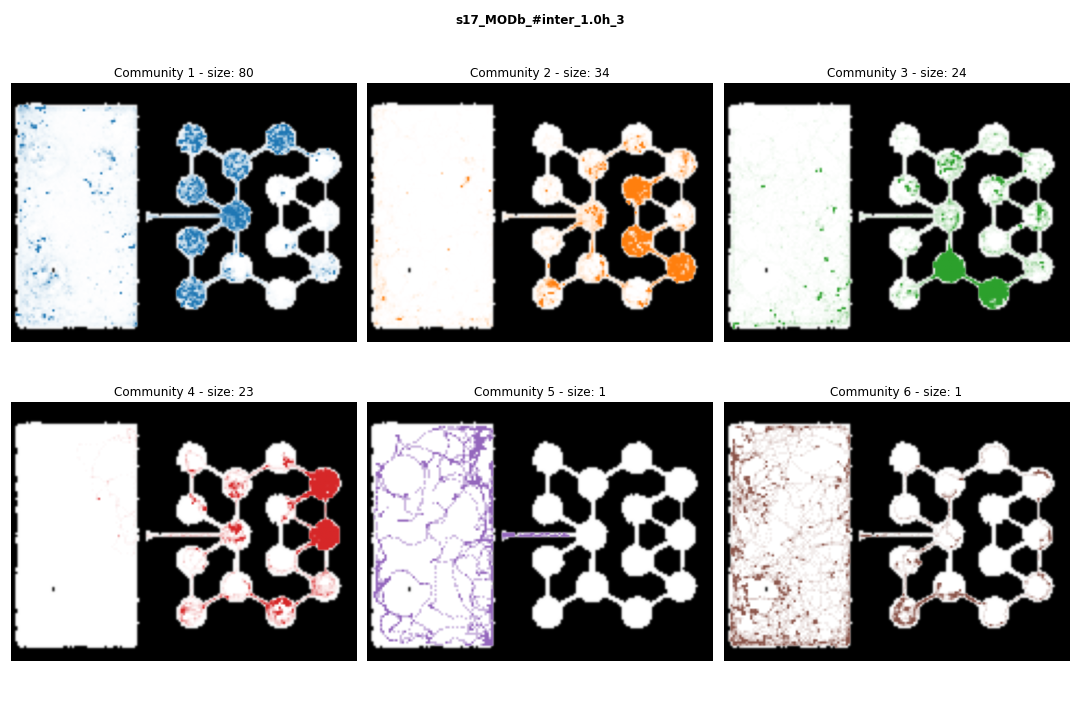 s17_MODb_#inter_1.0h_3
Community 1 - size: 80
Community 2 - size: 34
Community 3 - size: 24
Community 4 - size: 23
Community 5 - size: 1
Community 6 - size: 1